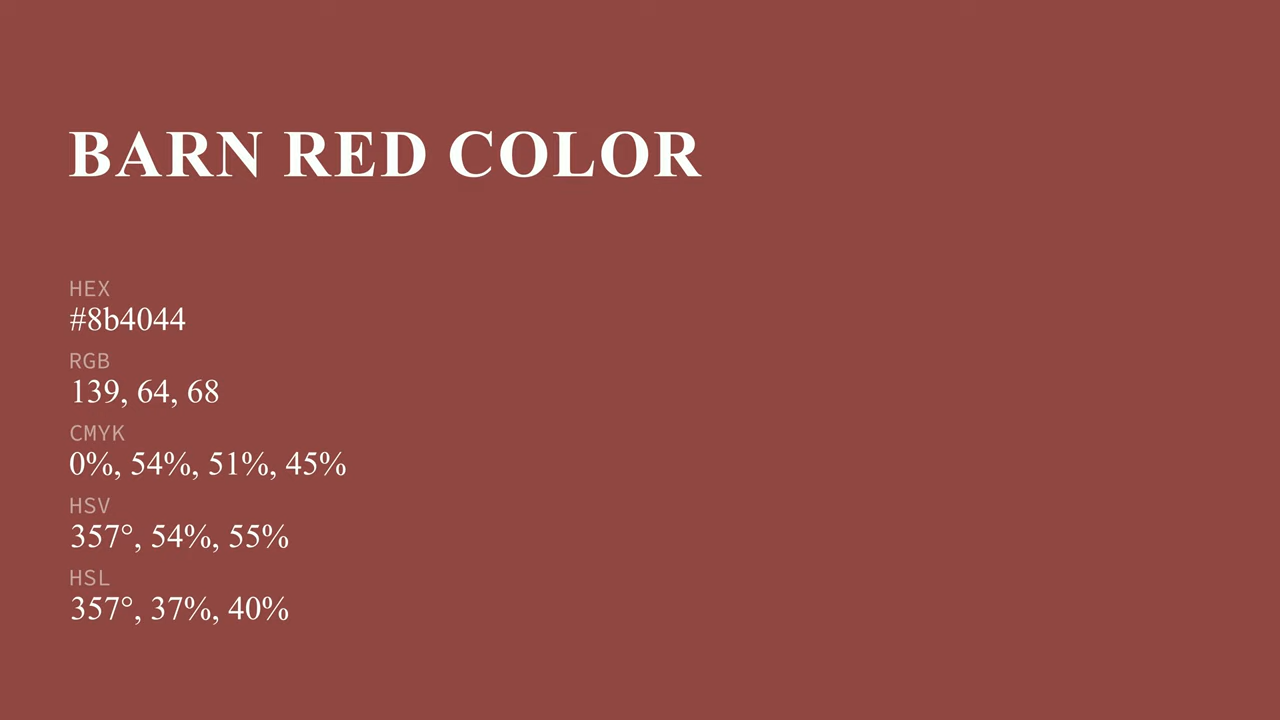 BARN RED COLOR
HEX
#8b4044
RGB
139, 64, 68
CMYK
0%, 54%, 51%, 45%
HSV
357°, 54%, 55%
HSL
357°, 37%, 40%